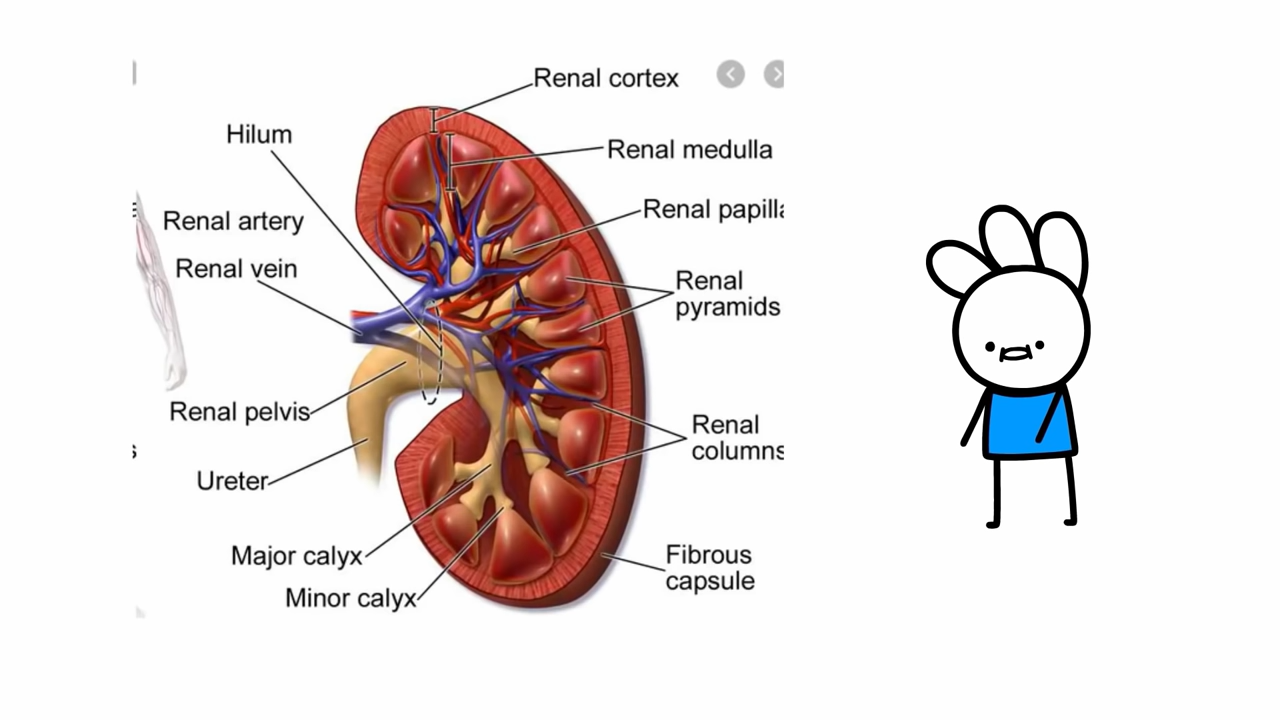 Renal cortex
Hilum
Renal medulla
Renal artery
Renal papilla
Renal vein
Renal
pyramids
Renal pelvis
Renal
columns
Ureter
Major calyx
Fibrous
capsule
Minor calyx